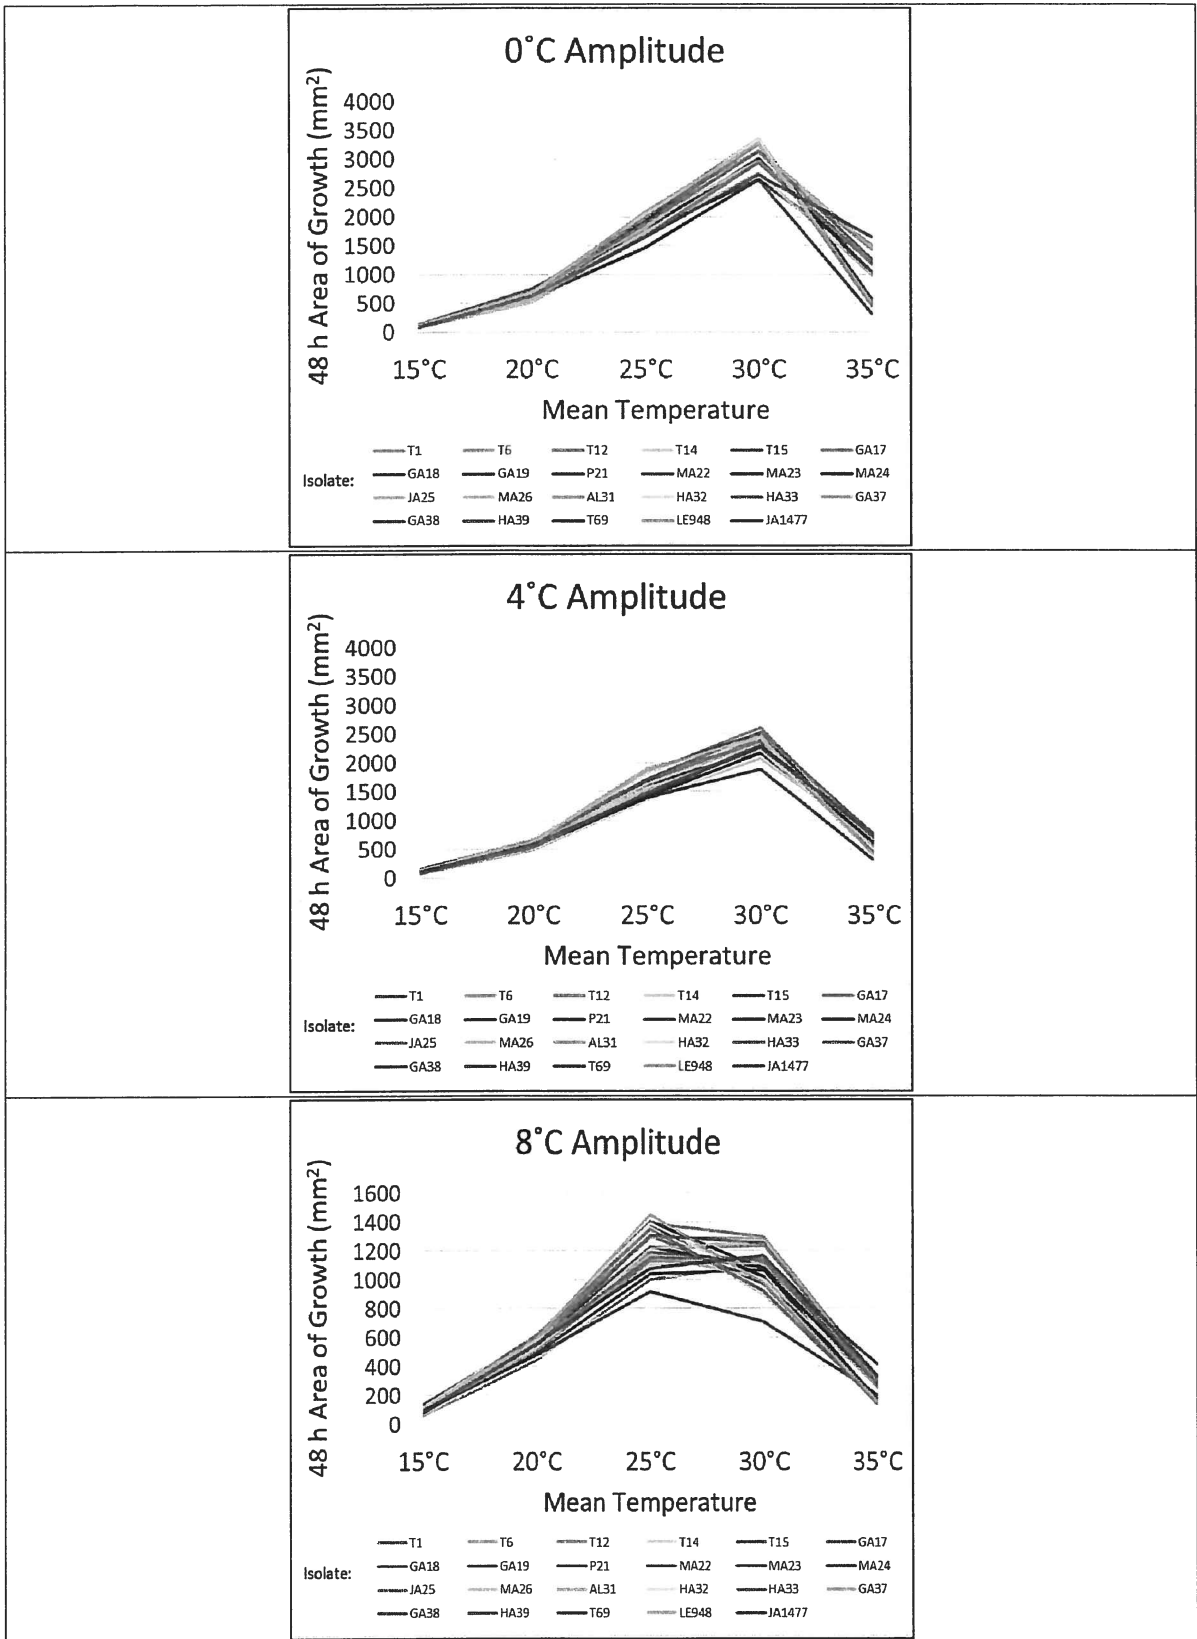 0°C Amplitude
48 h Area of Growth (mm²)
4000
3500
3000
2500
2000
1500
1000
500
0
15°C 20°C 25°C 30°C 35°C
Mean Temperature
Isolate:
T1 T6 T12 T14 T15 GA17
GA18 GA19 P21 MA22 MA23 MA24
JA25 MA26 AL31 HA32 HA33 GA37
GA38 HA39 T69 LE948 JA1477
4°C Amplitude
48 h Area of Growth (mm²)
4000
3500
3000
2500
2000
1500
1000
500
0
15°C 20°C 25°C 30°C 35°C
Mean Temperature
Isolate:
T1 T6 T12 T14 T15 GA17
GA18 GA19 P21 MA22 MA23 MA24
JA25 MA26 AL31 HA32 HA33 GA37
GA38 HA39 T69 LE948 JA1477
8°C Amplitude
48 h Area of Growth (mm²)
1600
1400
1200
1000
800
600
400
200
0
15°C 20°C 25°C 30°C 35°C
Mean Temperature
Isolate:
T1 T6 T12 T14 T15 GA17
GA18 GA19 P21 MA22 MA23 MA24
JA25 MA26 AL31 HA32 HA33 GA37
GA38 HA39 T69 LE948 JA1477